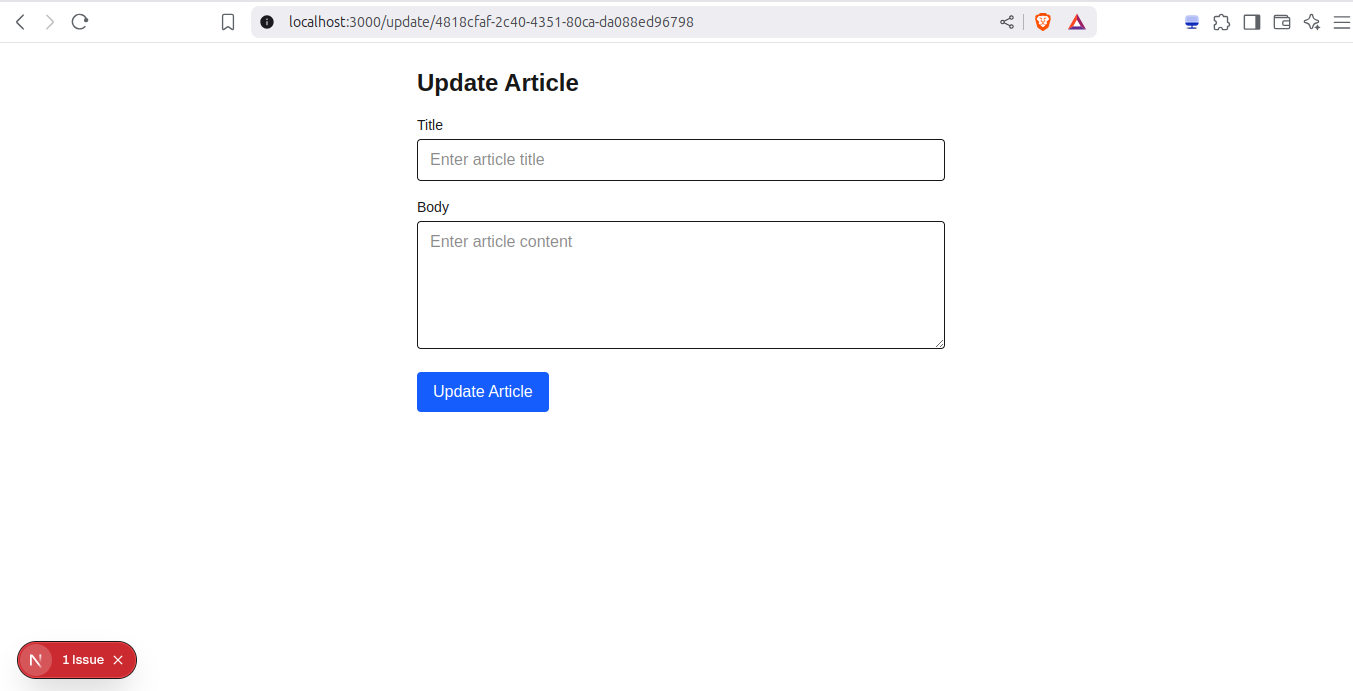 localhost:3000/update/4818cfaf-2c40-4351-80ca-da088ed96798
Update Article
Title
Enter article title
Body
Enter article content
Update Article
N 1 Issue